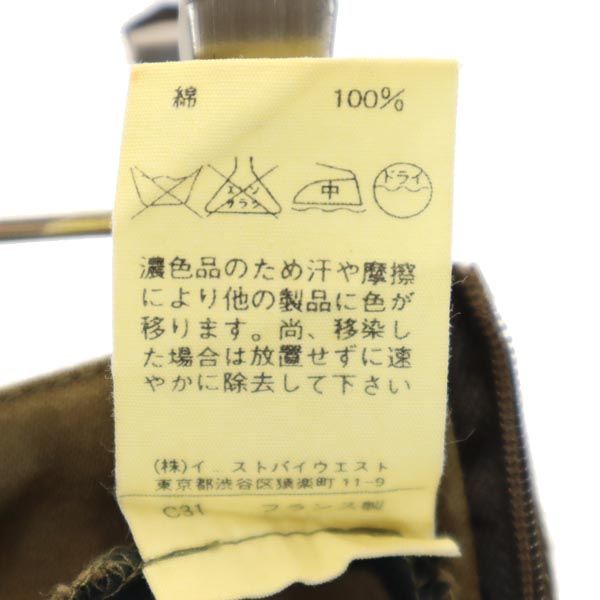 綿 100%
エンソ サラシ 中 ドライ
濃色品のため汗や摩擦
により他の製品に色が
移ります。尚、移染し
た場合は放置せずに速
やかに除去して下さい
(株)イーストバイウエスト
東京都渋谷区猿楽町11-9
C31 フランス製